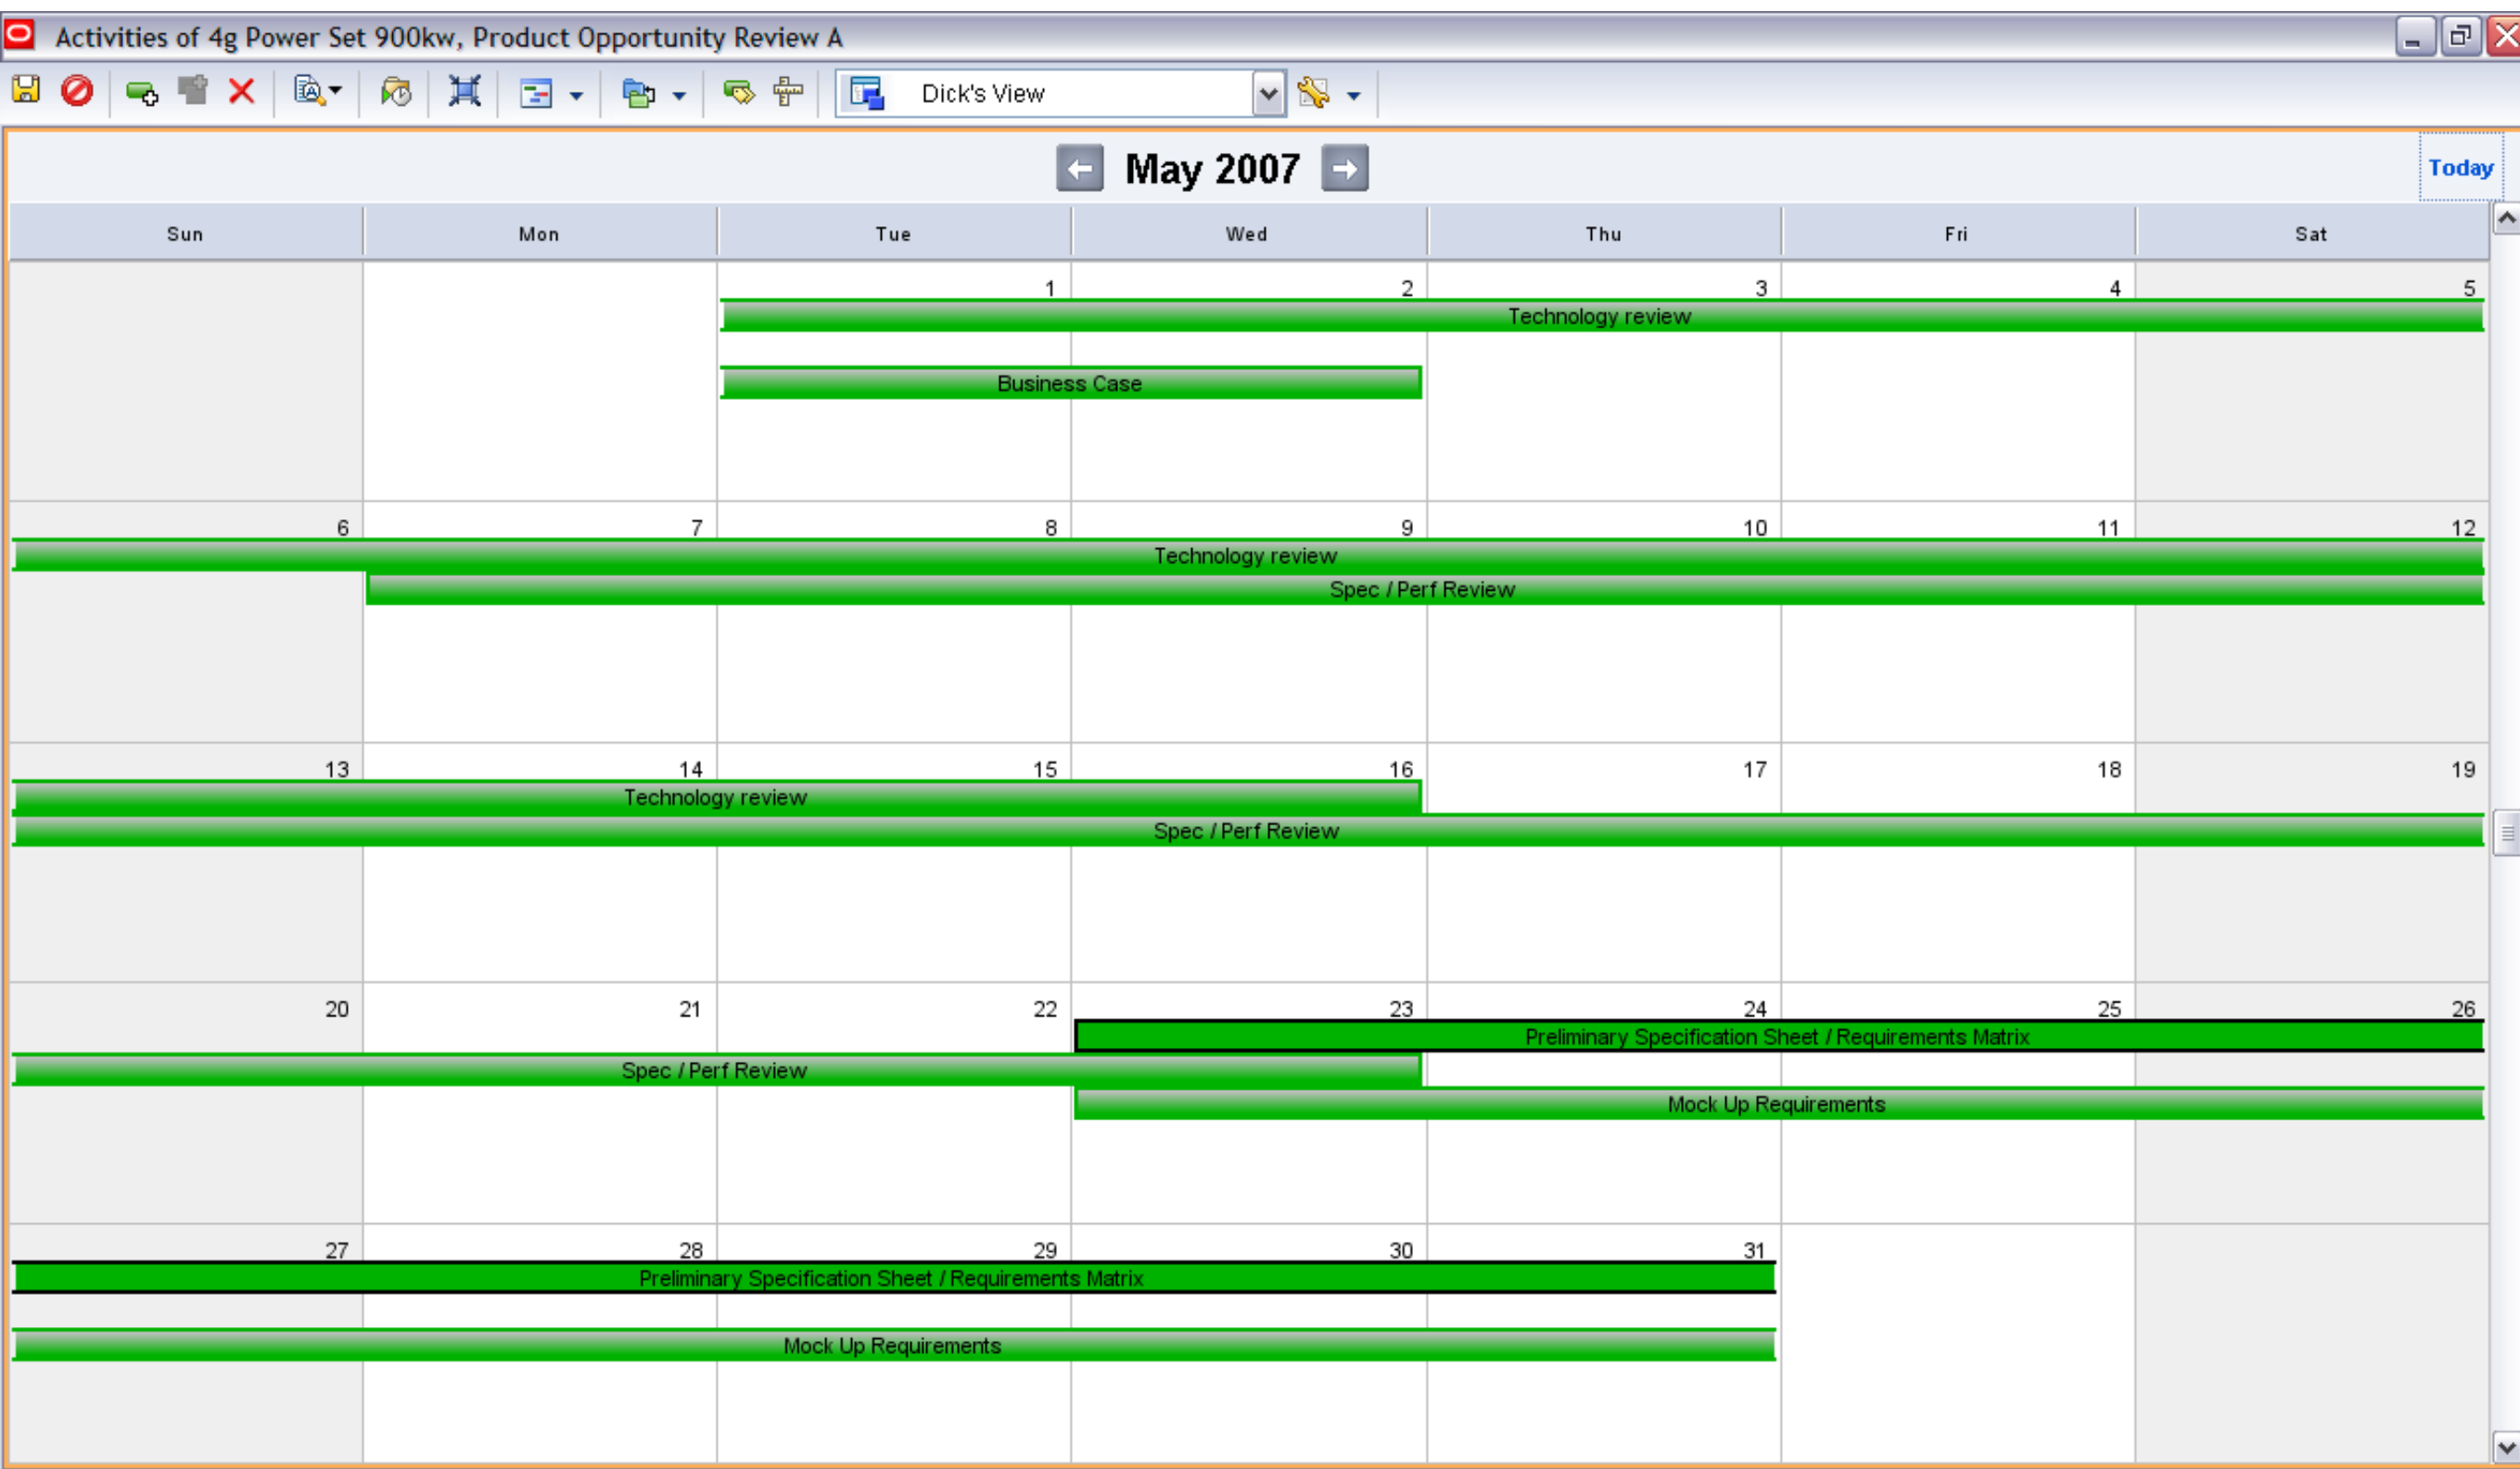 Activities of 4g Power Set 900kw, Product Opportunity Review A
Dick's View
May 2007
Today
Sun Mon Tue Wed Thu Fri Sat
1 2 3 4 5
Technology review
Business Case
6 7 8 9 10 11 12
Technology review
Spec / Perf Review
13 14 15 16 17 18 19
Technology review
Spec / Perf Review
20 21 22 23 24 25 26
Preliminary Specification Sheet / Requirements Matrix
Spec / Perf Review
Mock Up Requirements
27 28 29 30 31
Preliminary Specification Sheet / Requirements Matrix
Mock Up Requirements